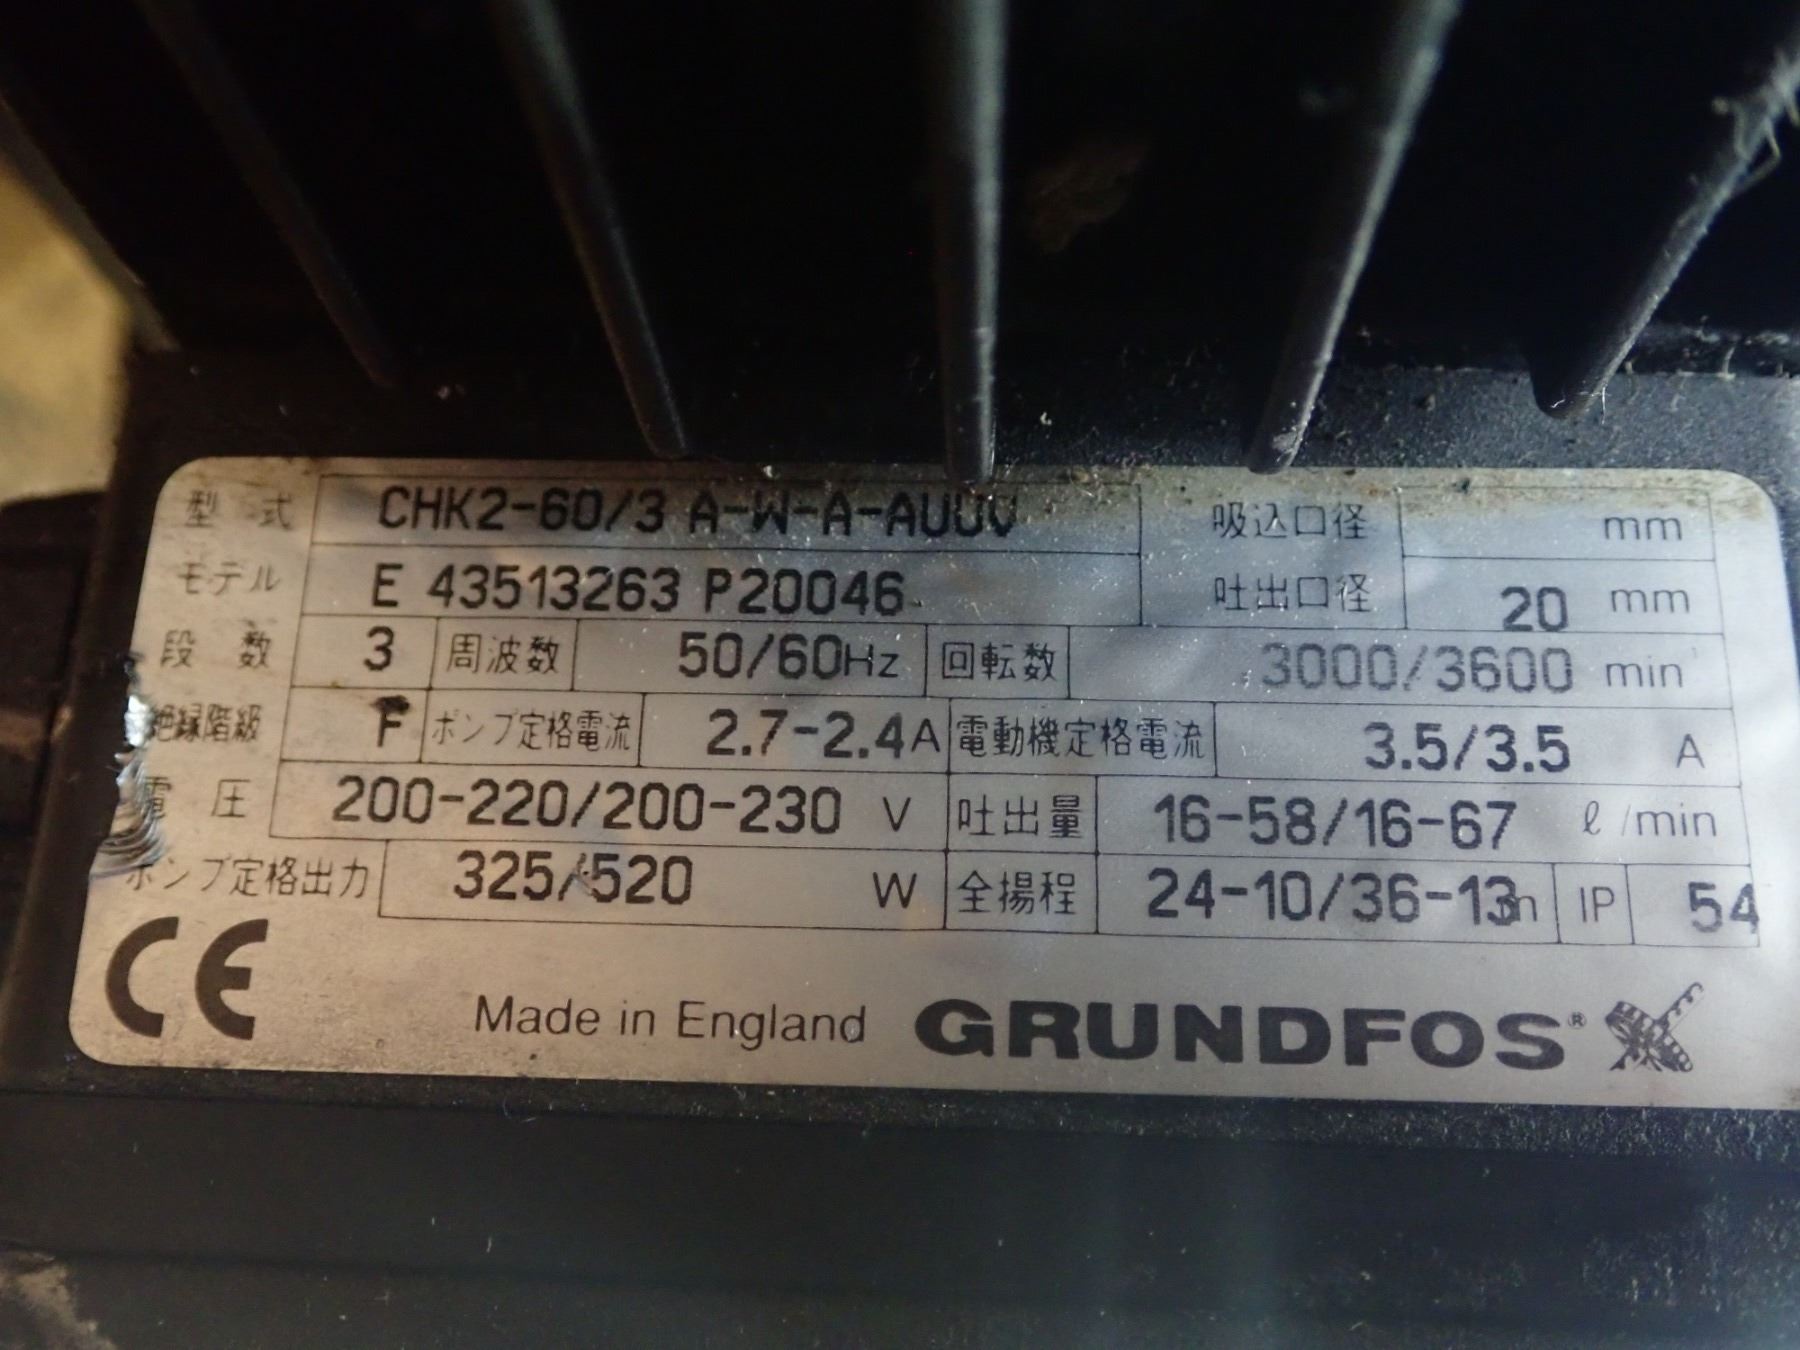 型式 CHK2-60/3 A-W-A-AUUV 吸込口径 mm
モデル E 43513263 P20046 吐出口径 20 mm
段数 3 周波数 50/60Hz 回転数 3000/3600 min⁻¹
絶縁階級 F ポンプ定格電流 2.7-2.4A 電動機定格電流 3.5/3.5 A
電圧 200-220/200-230 V 吐出量 16-58/16-67 ℓ/min
ポンプ定格出力 325/520 W 全揚程 24-10/36-13m IP 54
CE Made in England GRUNDFOS®